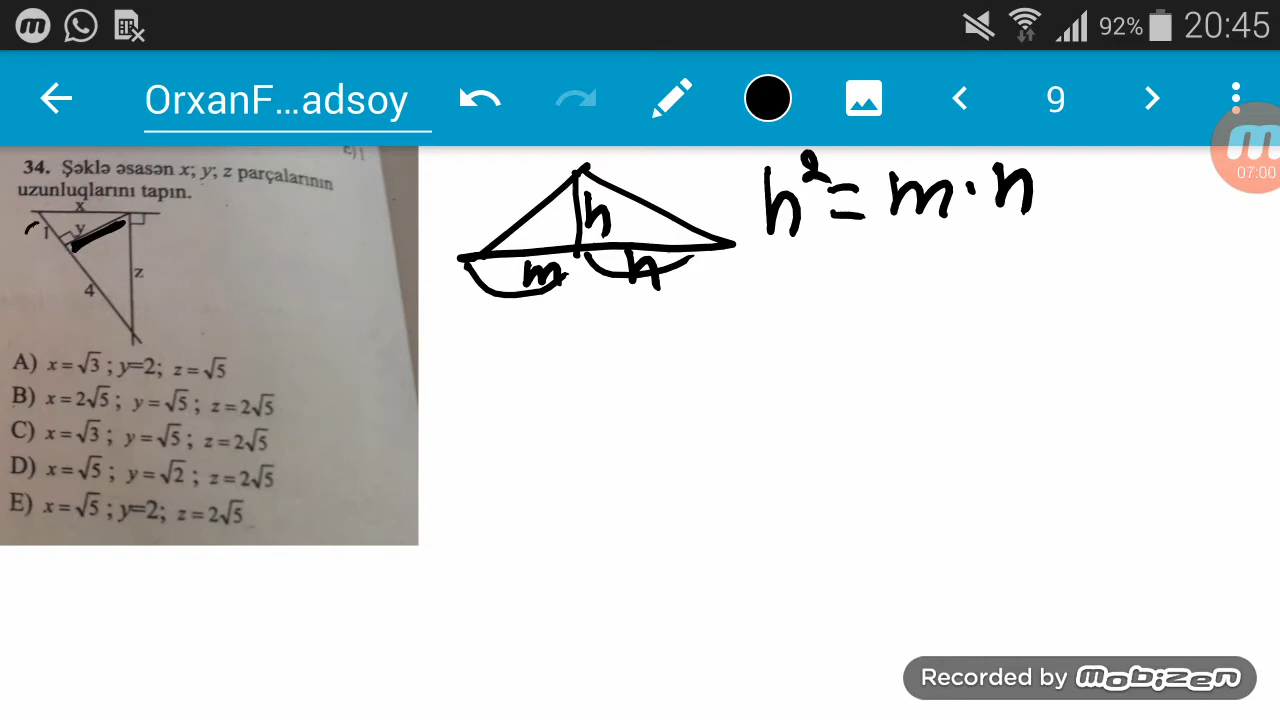 92% 20:45
OrxanF...adsoy 9
07:00
34. Şəklə əsasən x; y; z parçalarının
uzunluqlarını tapın.
x
1 y
z
4
A) x = √3 ; y=2; z = √5
B) x = 2√5 ; y = √5 ; z = 2√5
C) x = √3 ; y = √5 ; z = 2√5
D) x = √5 ; y = √2 ; z = 2√5
E) x = √5 ; y=2; z = 2√5
h
m n
h² = m · n
Recorded by mobizen